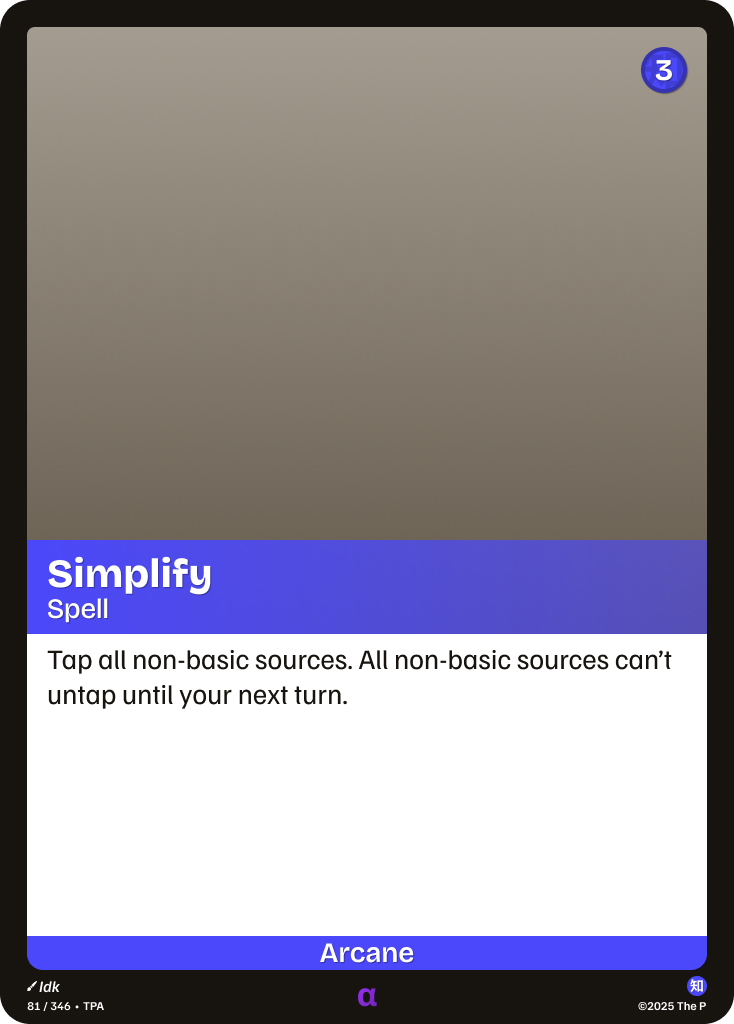 3
Simplify
Spell
Tap all non-basic sources. All non-basic sources can’t
untap until your next turn.
Arcane
Idk
知
81 / 346 • TPA
α
©2025 The P